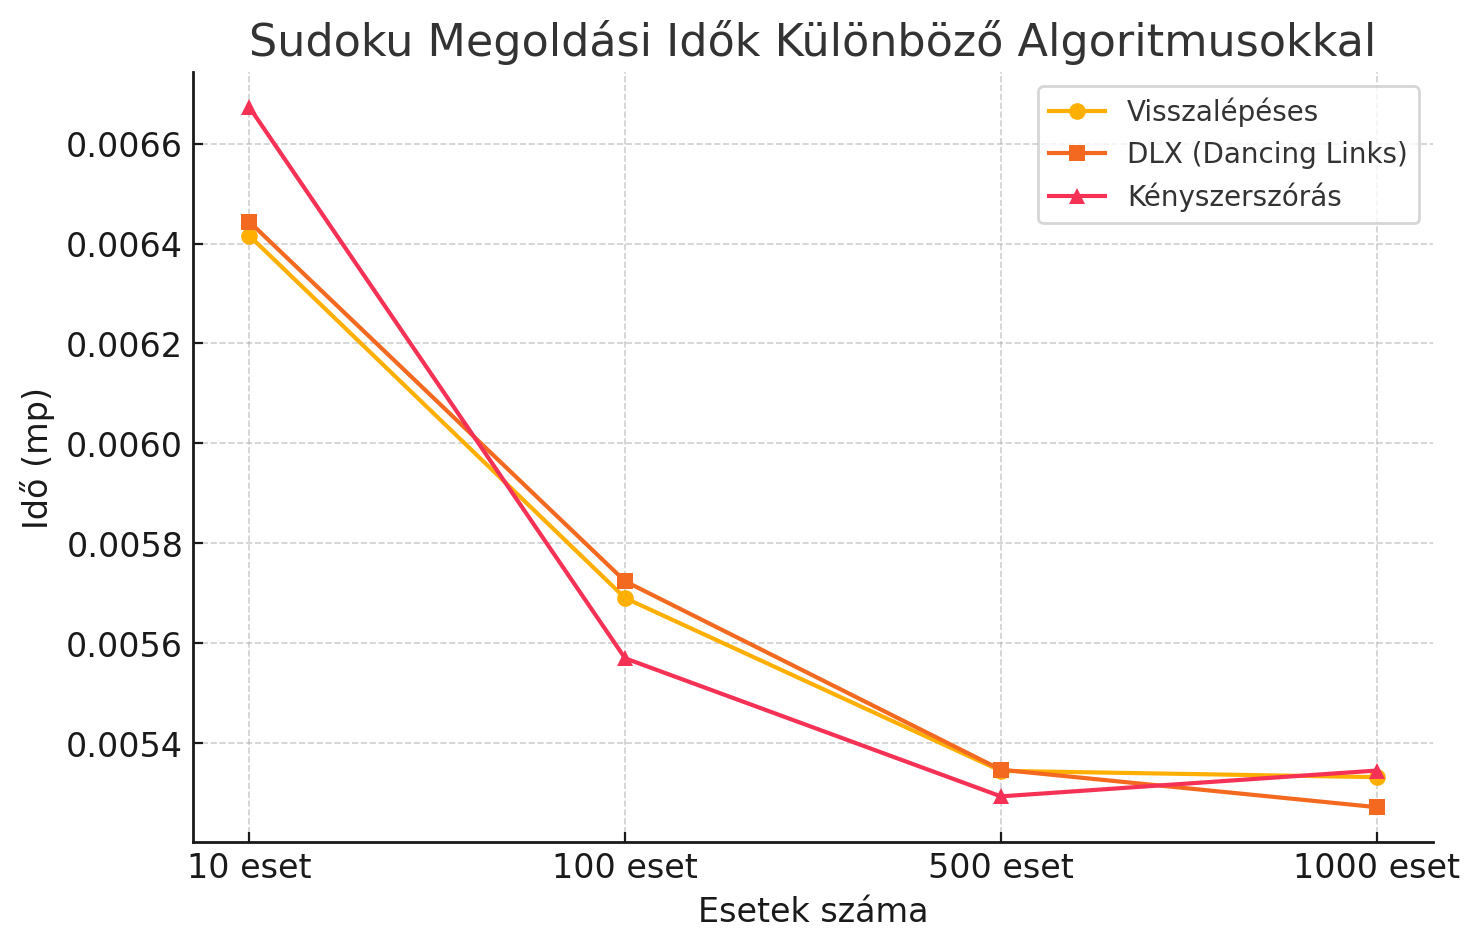 Sudoku Megoldási Idők Különböző Algoritmusokkal
Visszalépéses
DLX (Dancing Links)
Kényszerszórás
0.0066
0.0064
0.0062
0.0060
0.0058
0.0056
0.0054
Idő (mp)
10 eset
100 eset
500 eset
1000 eset
Esetek száma